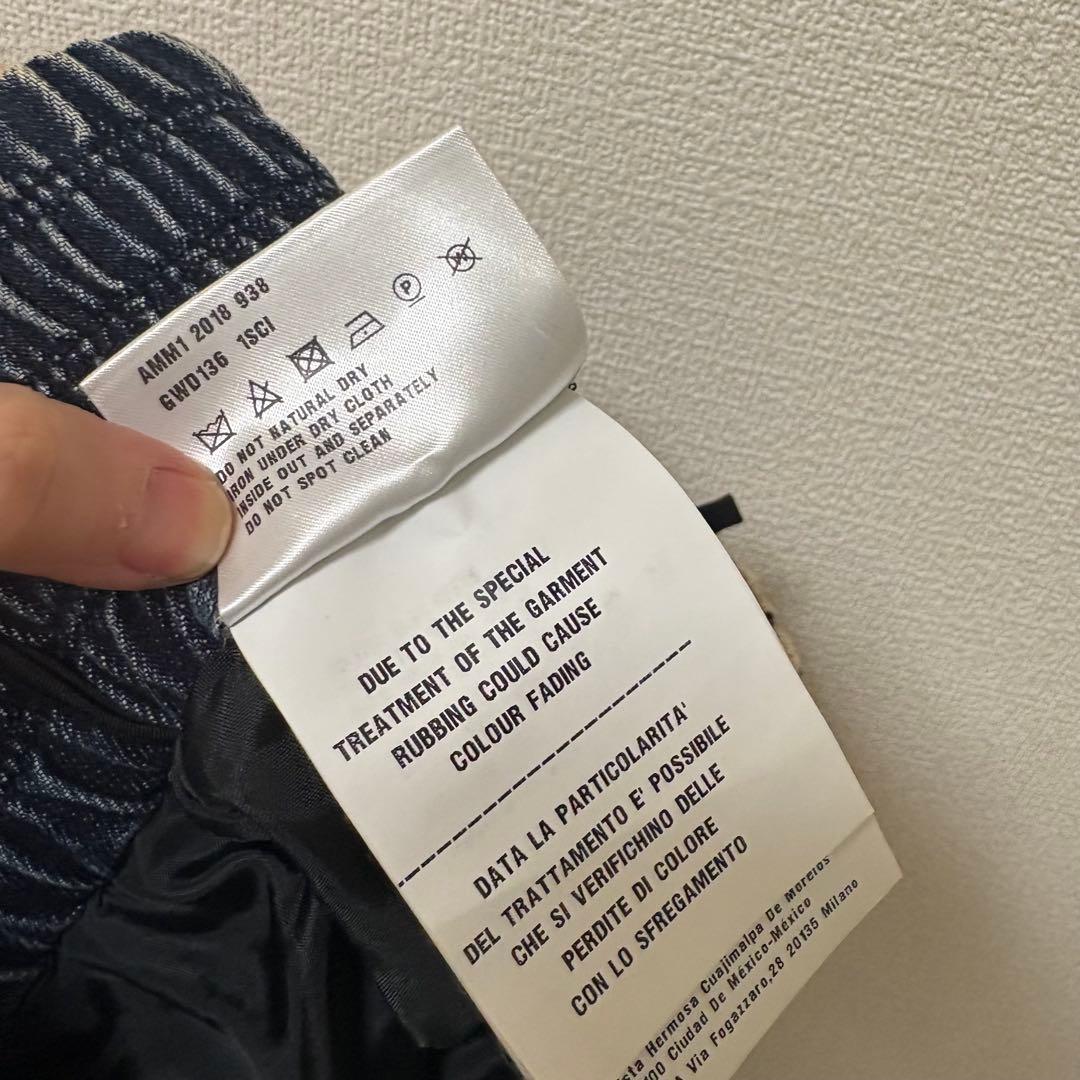 AMM1 2018 938
GWD136 1SCI
P
W
DO NOT NATURAL DRY
IRON UNDER DRY CLOTH
INSIDE OUT AND SEPARATELY
DO NOT SPOT CLEAN
DUE TO THE SPECIAL
TREATMENT OF THE GARMENT
RUBBING COULD CAUSE
COLOUR FADING
DATA LA PARTICOLARITA'
DEL TRATTAMENTO E' POSSIBILE
CHE SI VERIFICHINO DELLE
PERDITE DI COLORE
CON LO SFREGAMENTO
ista Hermosa Cuajimalpa De Morelos
100 Ciudad De México-México
A Via Fogazzaro,28 20135 Milano